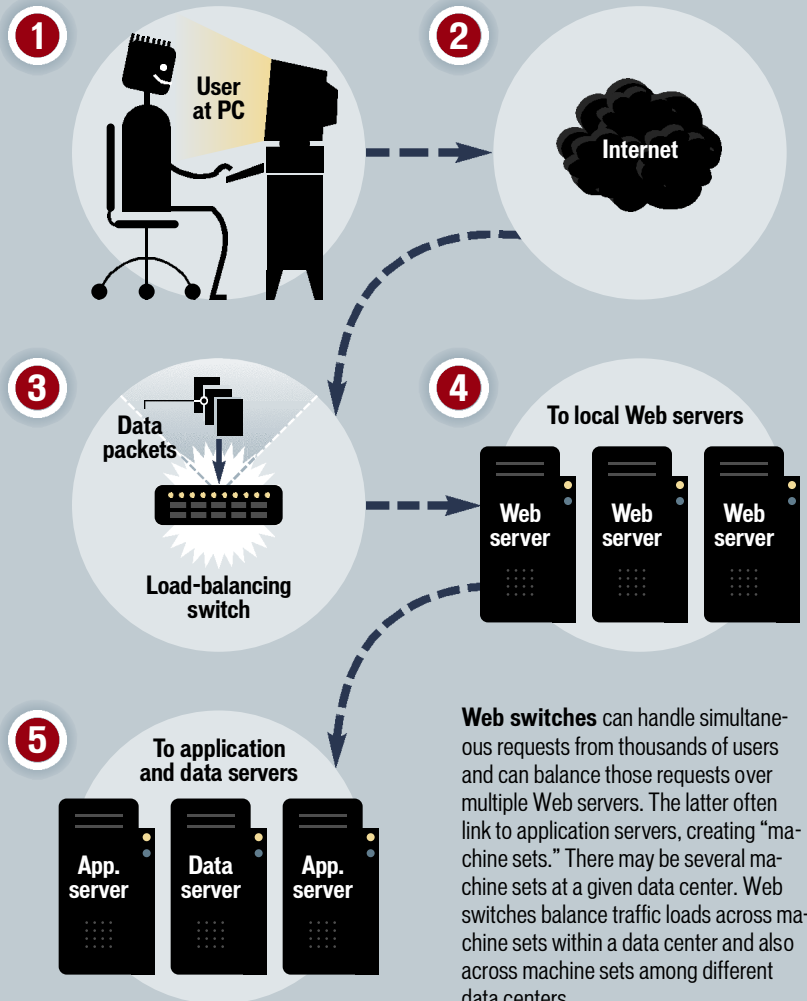 1
User
at PC
2
Internet
3
Data
packets
Load-balancing
switch
4
To local Web servers
Web
server
Web
server
Web
server
5
To application
and data servers
App.
server
Data
server
App.
server
Web switches can handle simultane-
ous requests from thousands of users
and can balance those requests over
multiple Web servers. The latter often
link to application servers, creating “ma-
chine sets.” There may be several ma-
chine sets at a given data center. Web
switches balance traffic loads across ma-
chine sets within a data center and also
across machine sets among different
data centers.